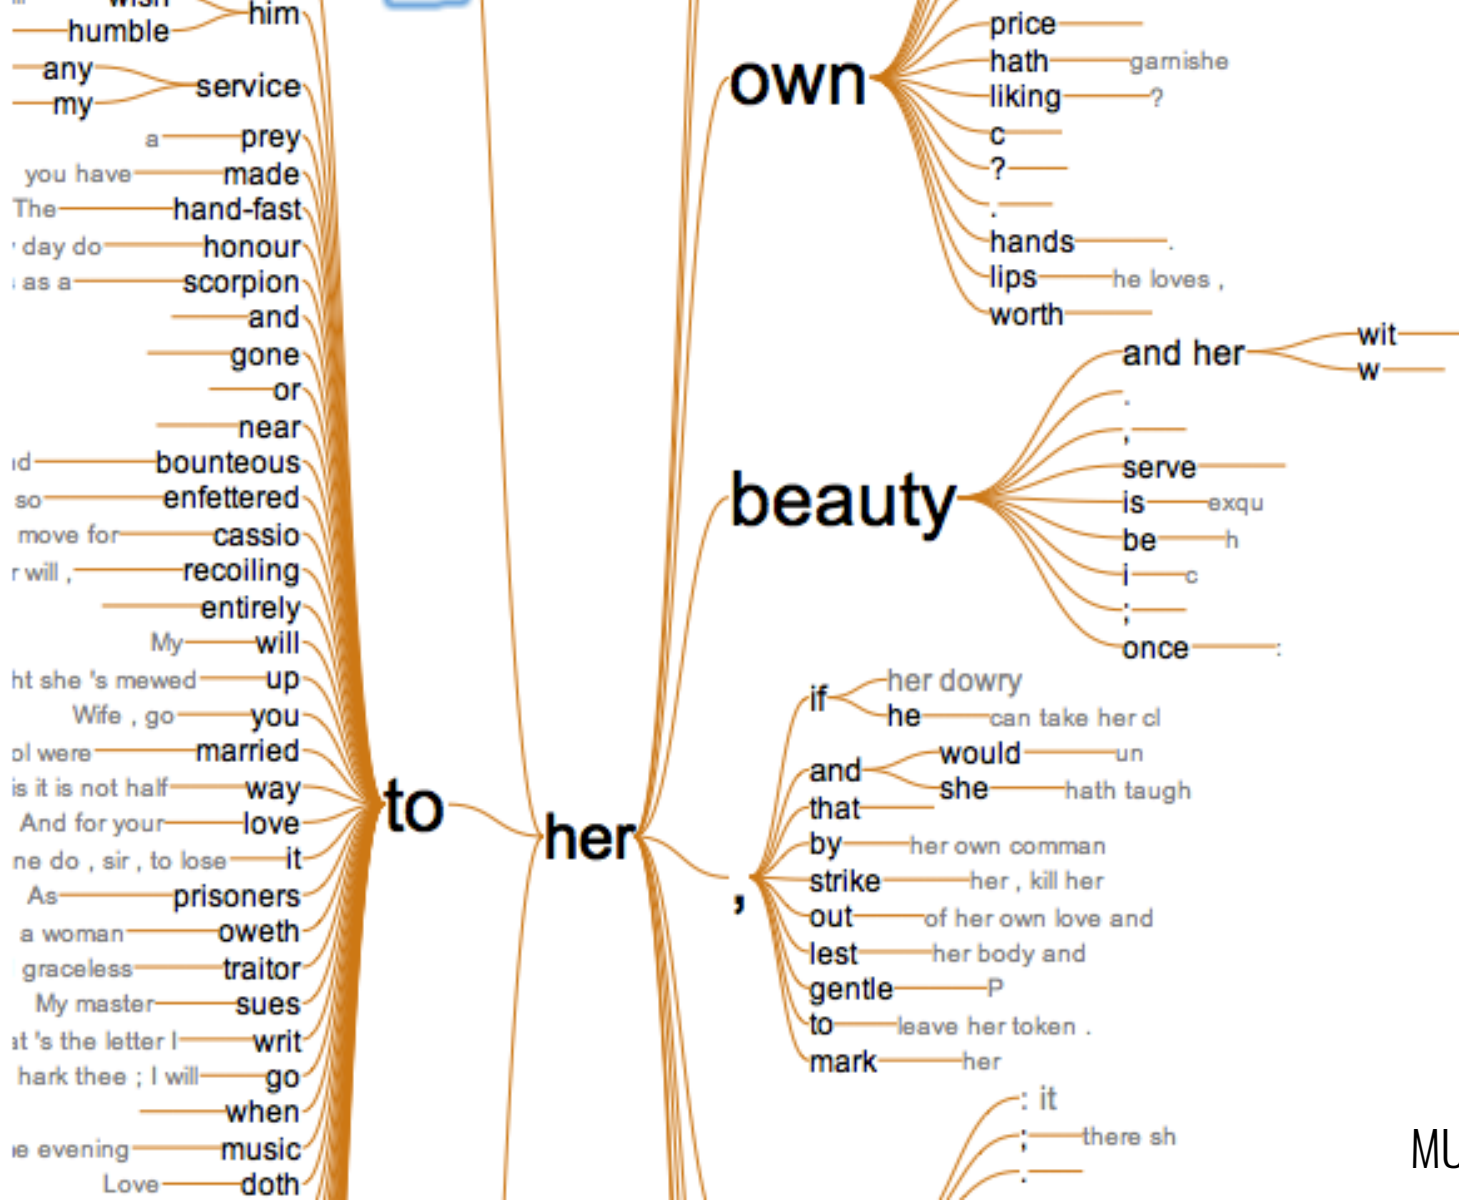 him
humble
any
service
my
a prey
you have made
The hand-fast
day do honour
as a scorpion
and
gone
or
near
bounteous
so enfettered
move for cassio
will , recoiling
entirely
My will
she 's mewed up
Wife , go you
were married
is it is not half way
And for your love
do , sir , to lose it
As prisoners
a woman oweth
graceless traitor
My master sues
's the letter I writ
hark thee ; I will go
when
evening music
Love doth
to
her
own
price
hath garnishe
liking ?
c
?
.
hands .
lips he loves ,
worth
beauty
and her
wit
w
.
,
serve
is exqu
be h
i c
;
once :
,
if
her dowry
he can take her cl
and
would un
she hath taugh
that
by her own comman
strike her , kill her
out of her own love and
lest her body and
gentle P
to leave her token .
mark her
: it
; there sh
.
MU